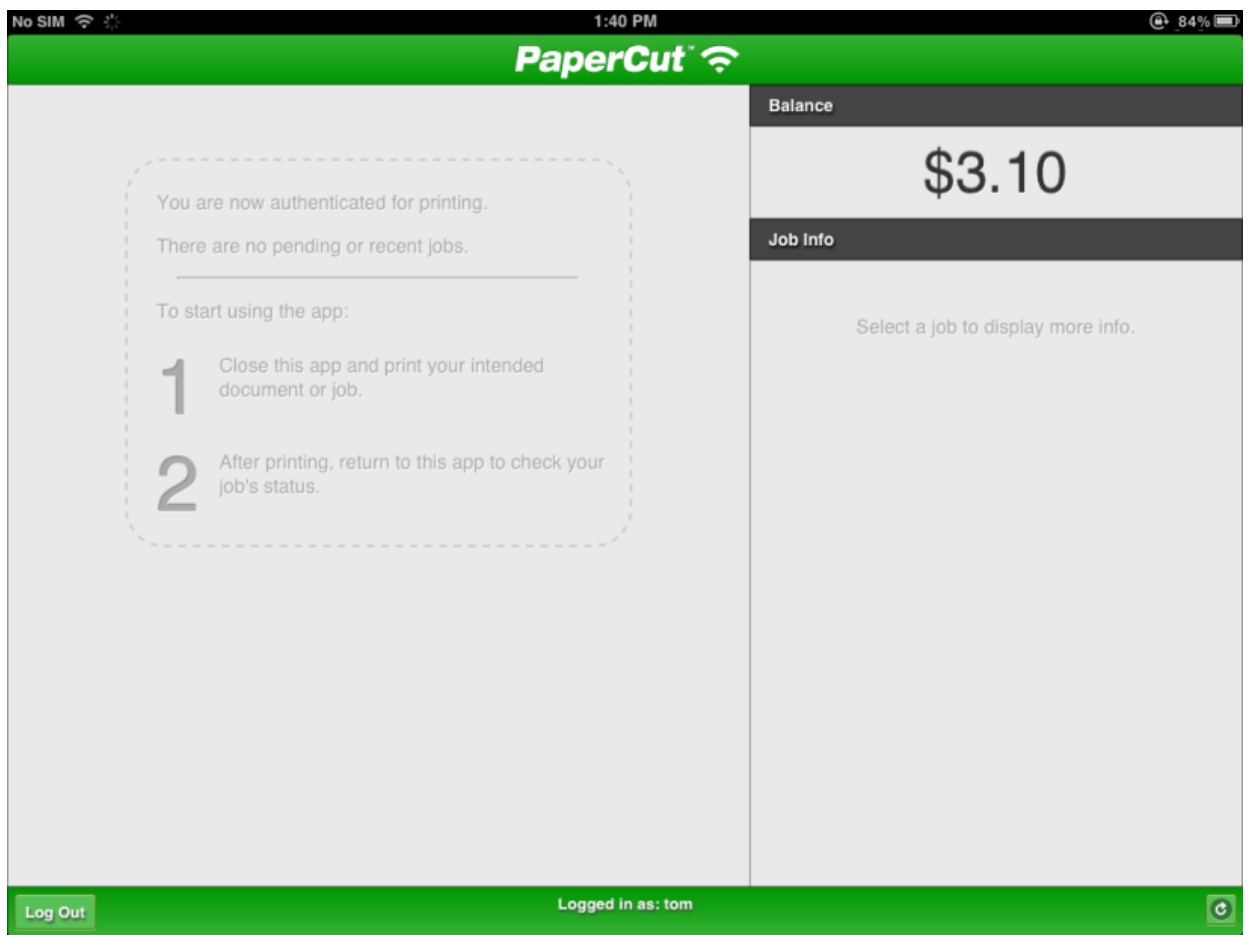 No SIM 1:40 PM 84%
PaperCut™
Balance
$3.10
You are now authenticated for printing.
There are no pending or recent jobs.
Job Info
To start using the app:
Select a job to display more info.
1 Close this app and print your intended
document or job.
2 After printing, return to this app to check your
job's status.
Log Out Logged in as: tom